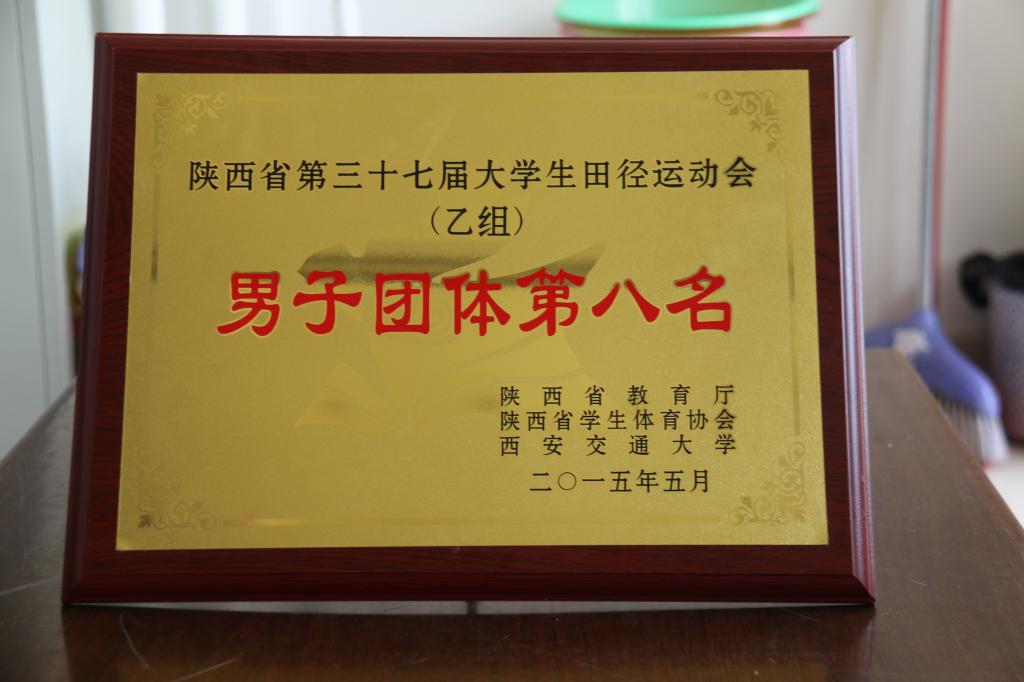 陕西省第三十七届大学生田径运动会
（乙组）
男子团体第八名
陕西省教育厅
陕西省学生体育协会
西安交通大学
二〇一五年五月